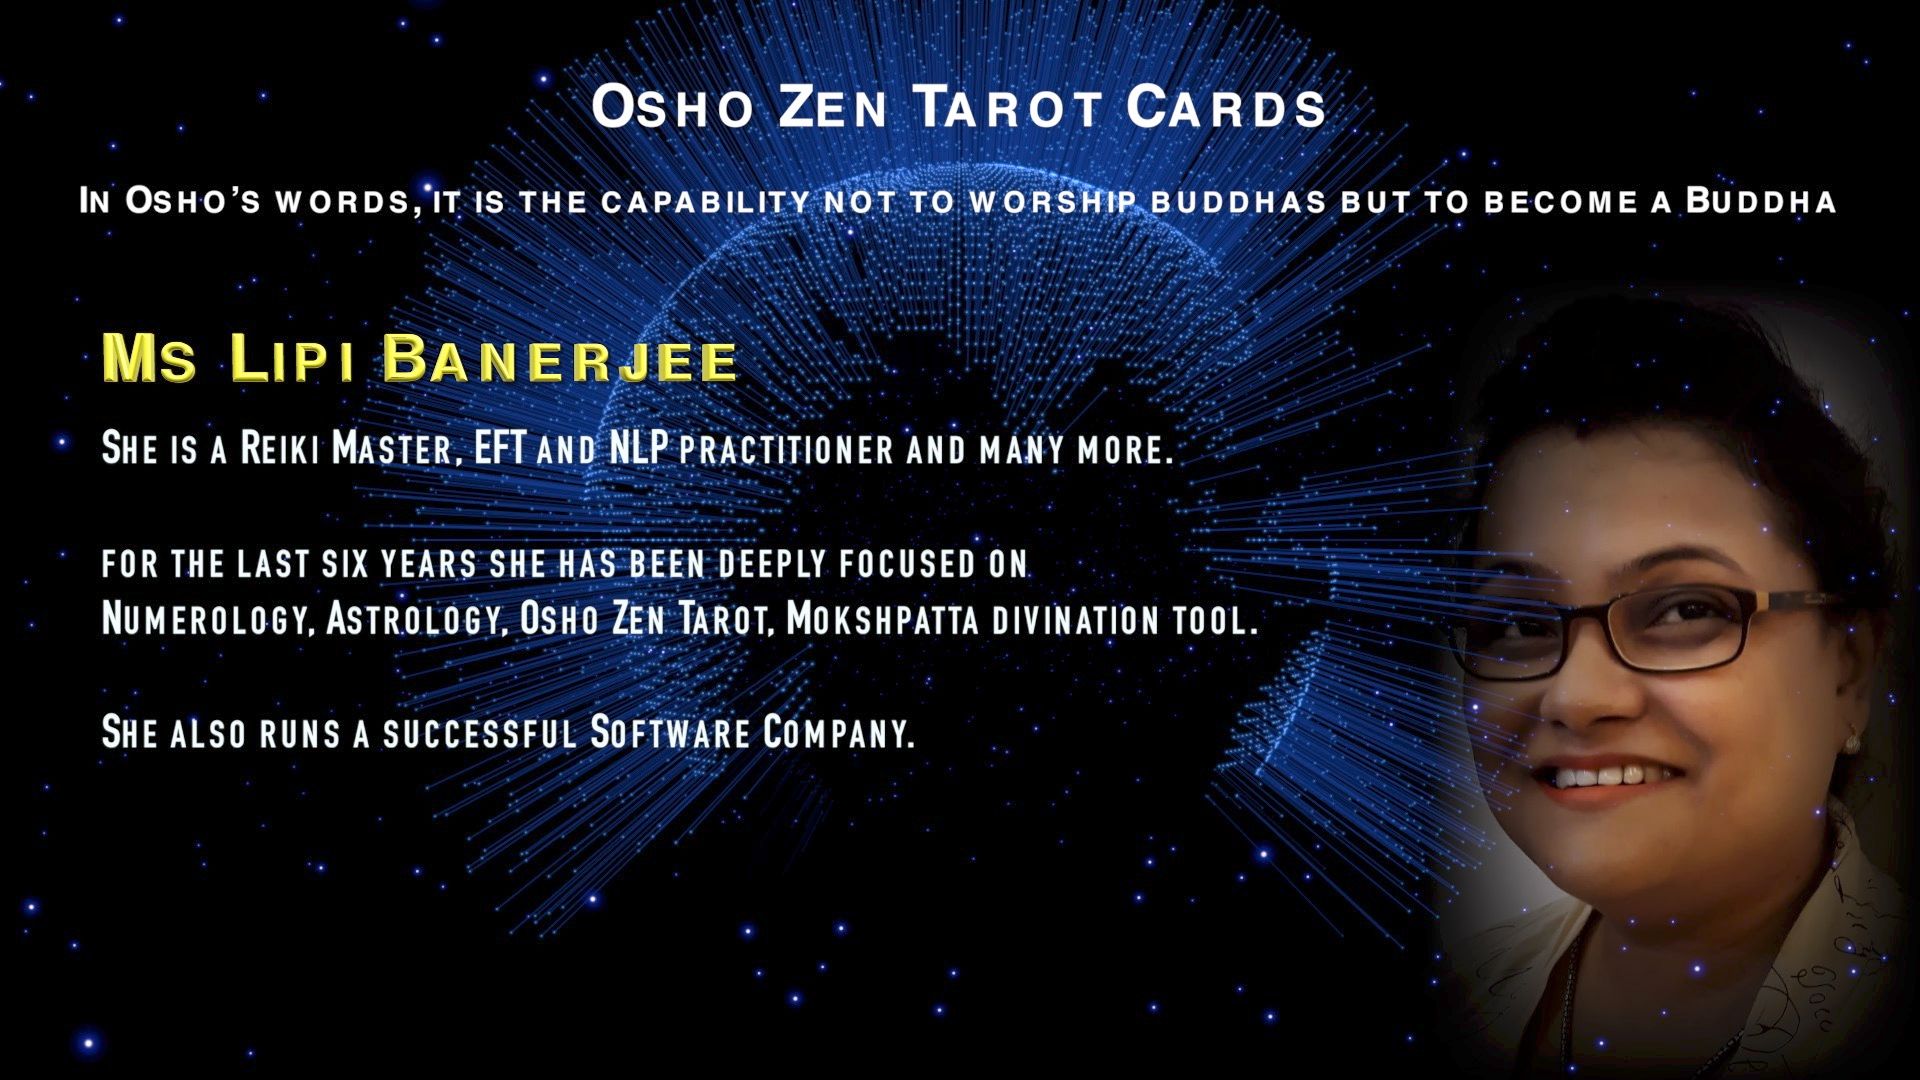 Osho Zen Tarot Cards
In Osho's words, it is the capability not to worship buddhas but to become a Buddha
Ms Lipi Banerjee
She is a Reiki Master, EFT and NLP practitioner and many more.
for the last six years she has been deeply focused on
Numerology, Astrology, Osho Zen Tarot, Mokshpatta divination tool.
She also runs a successful Software Company.